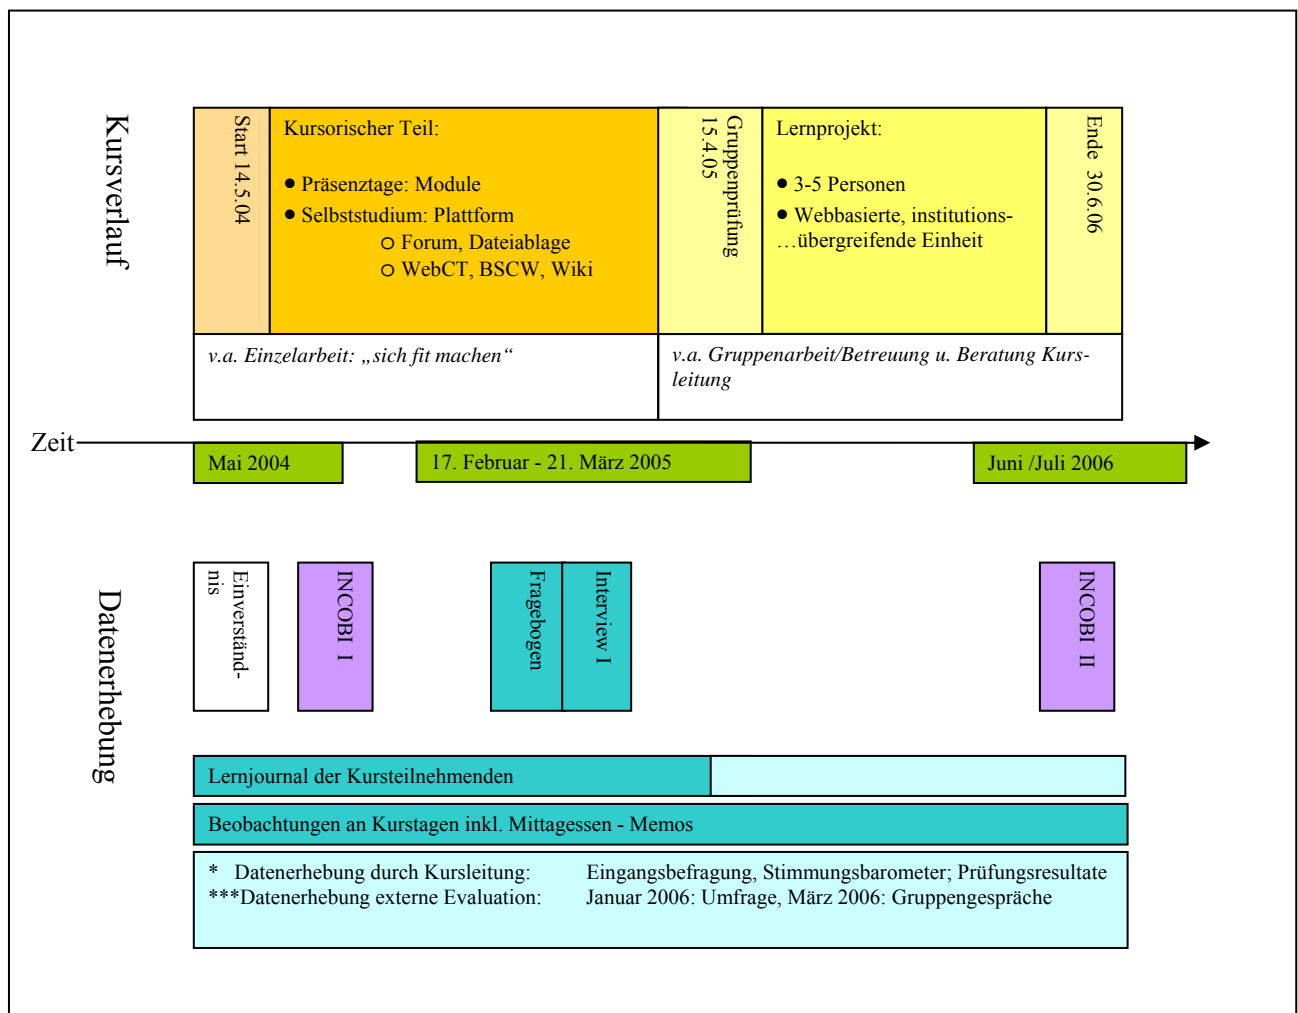 Kursverlauf
Start 14.5.04
Kursorischer Teil:
● Präsenztage: Module
● Selbststudium: Plattform
○ Forum, Dateiablage
○ WebCT, BSCW, Wiki
Gruppenprüfung
15.4.05
Lernprojekt:
● 3-5 Personen
● Webbasierte, institutions-
…übergreifende Einheit
Ende 30.6.06
v.a. Einzelarbeit: „sich fit machen“
v.a. Gruppenarbeit/Betreuung u. Beratung Kurs-
leitung
Zeit
Mai 2004
17. Februar - 21. März 2005
Juni /Juli 2006
Datenerhebung
Einverständ-
nis
INCOBI I
Fragebogen
Interview I
INCOBI II
Lernjournal der Kursteilnehmenden
Beobachtungen an Kurstagen inkl. Mittagessen - Memos
* Datenerhebung durch Kursleitung: Eingangsbefragung, Stimmungsbarometer; Prüfungsresultate
***Datenerhebung externe Evaluation: Januar 2006: Umfrage, März 2006: Gruppengespräche